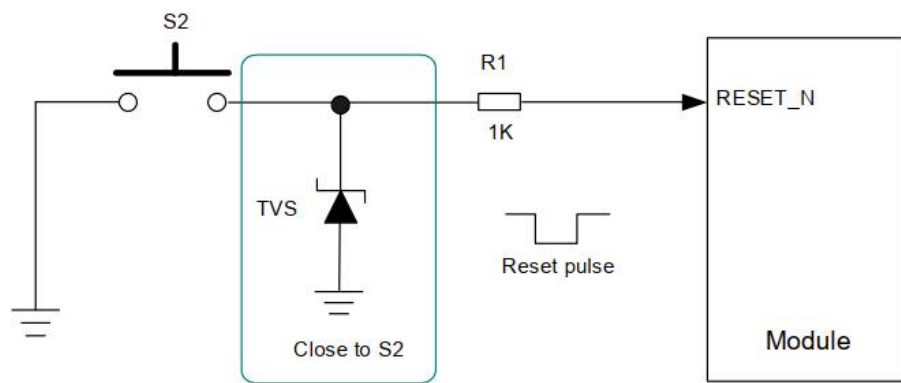 S2
R1
RESET_N
1K
TVS
Reset pulse
Close to S2
Module